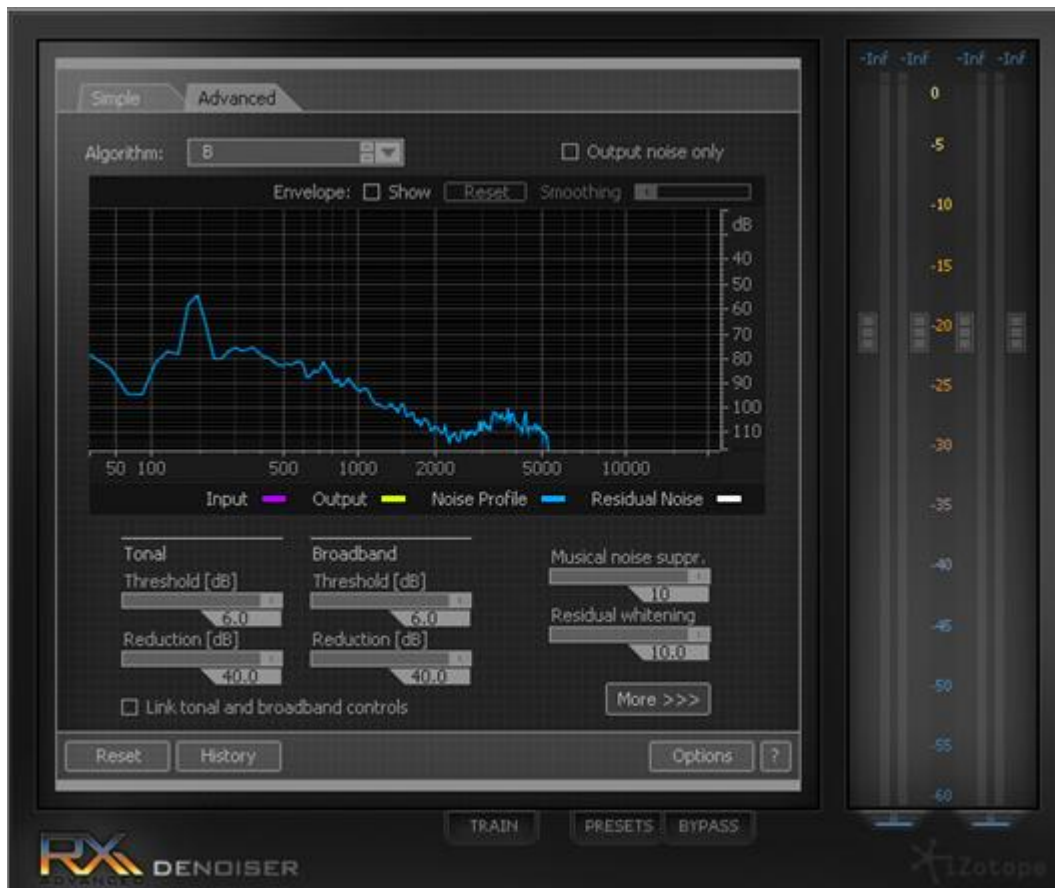 -Inf -Inf -Inf -Inf
Simple Advanced
Algorithm: B Output noise only
Envelope: Show Reset Smoothing
dB
40
50
60
70
80
90
100
110
50 100 500 1000 2000 5000 10000
Input Output Noise Profile Residual Noise
Tonal Broadband Musical noise suppr.
Threshold [dB] Threshold [dB] 10
6.0 6.0 Residual whitening
Reduction [dB] Reduction [dB] 10.0
40.0 40.0
Link tonal and broadband controls More >>>
Reset History Options ?
0
-5
-10
-15
-20
-25
-30
-35
-40
-45
-50
-55
-60
TRAIN PRESETS BYPASS
RX DENOISER
ADVANCED
iZotope